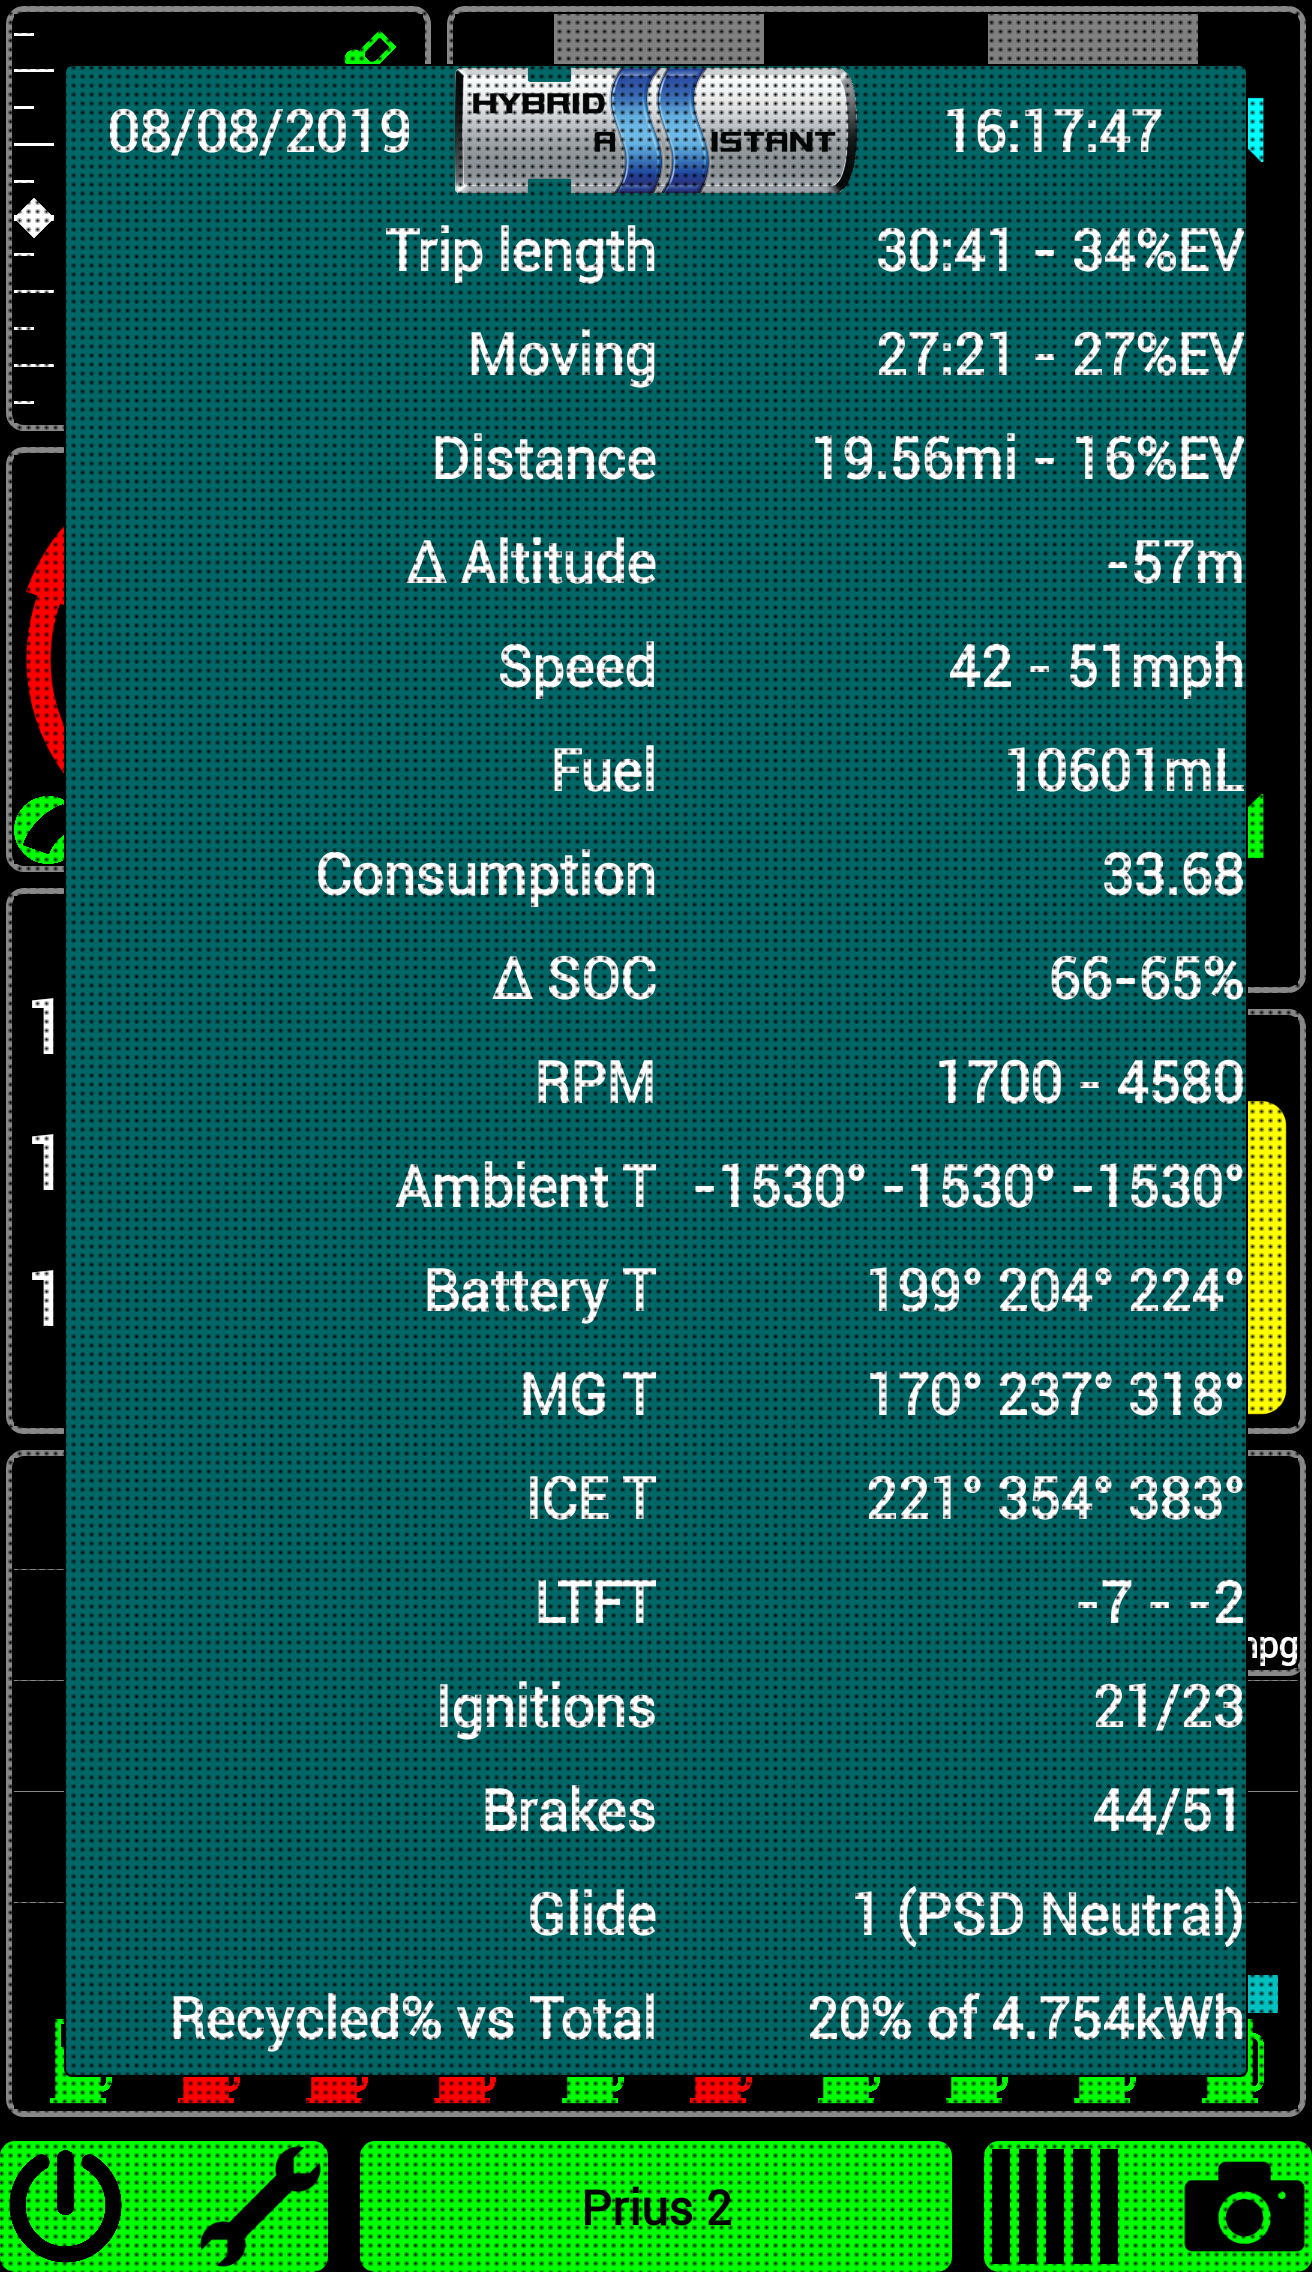 08/08/2019
HYBRID
A ISTANT
16:17:47
Trip length 30:41 - 34%EV
Moving 27:21 - 27%EV
Distance 19.56mi - 16%EV
Δ Altitude -57m
Speed 42 - 51mph
Fuel 10601mL
Consumption 33.68
Δ SOC 66-65%
RPM 1700 - 4580
Ambient T -1530° -1530° -1530°
Battery T 199° 204° 224°
MG T 170° 237° 318°
ICE T 221° 354° 383°
LTFT -7 - -2
Ignitions 21/23
Brakes 44/51
Glide 1 (PSD Neutral)
Recycled% vs Total 20% of 4.754kWh
1
1
1
Prius 2